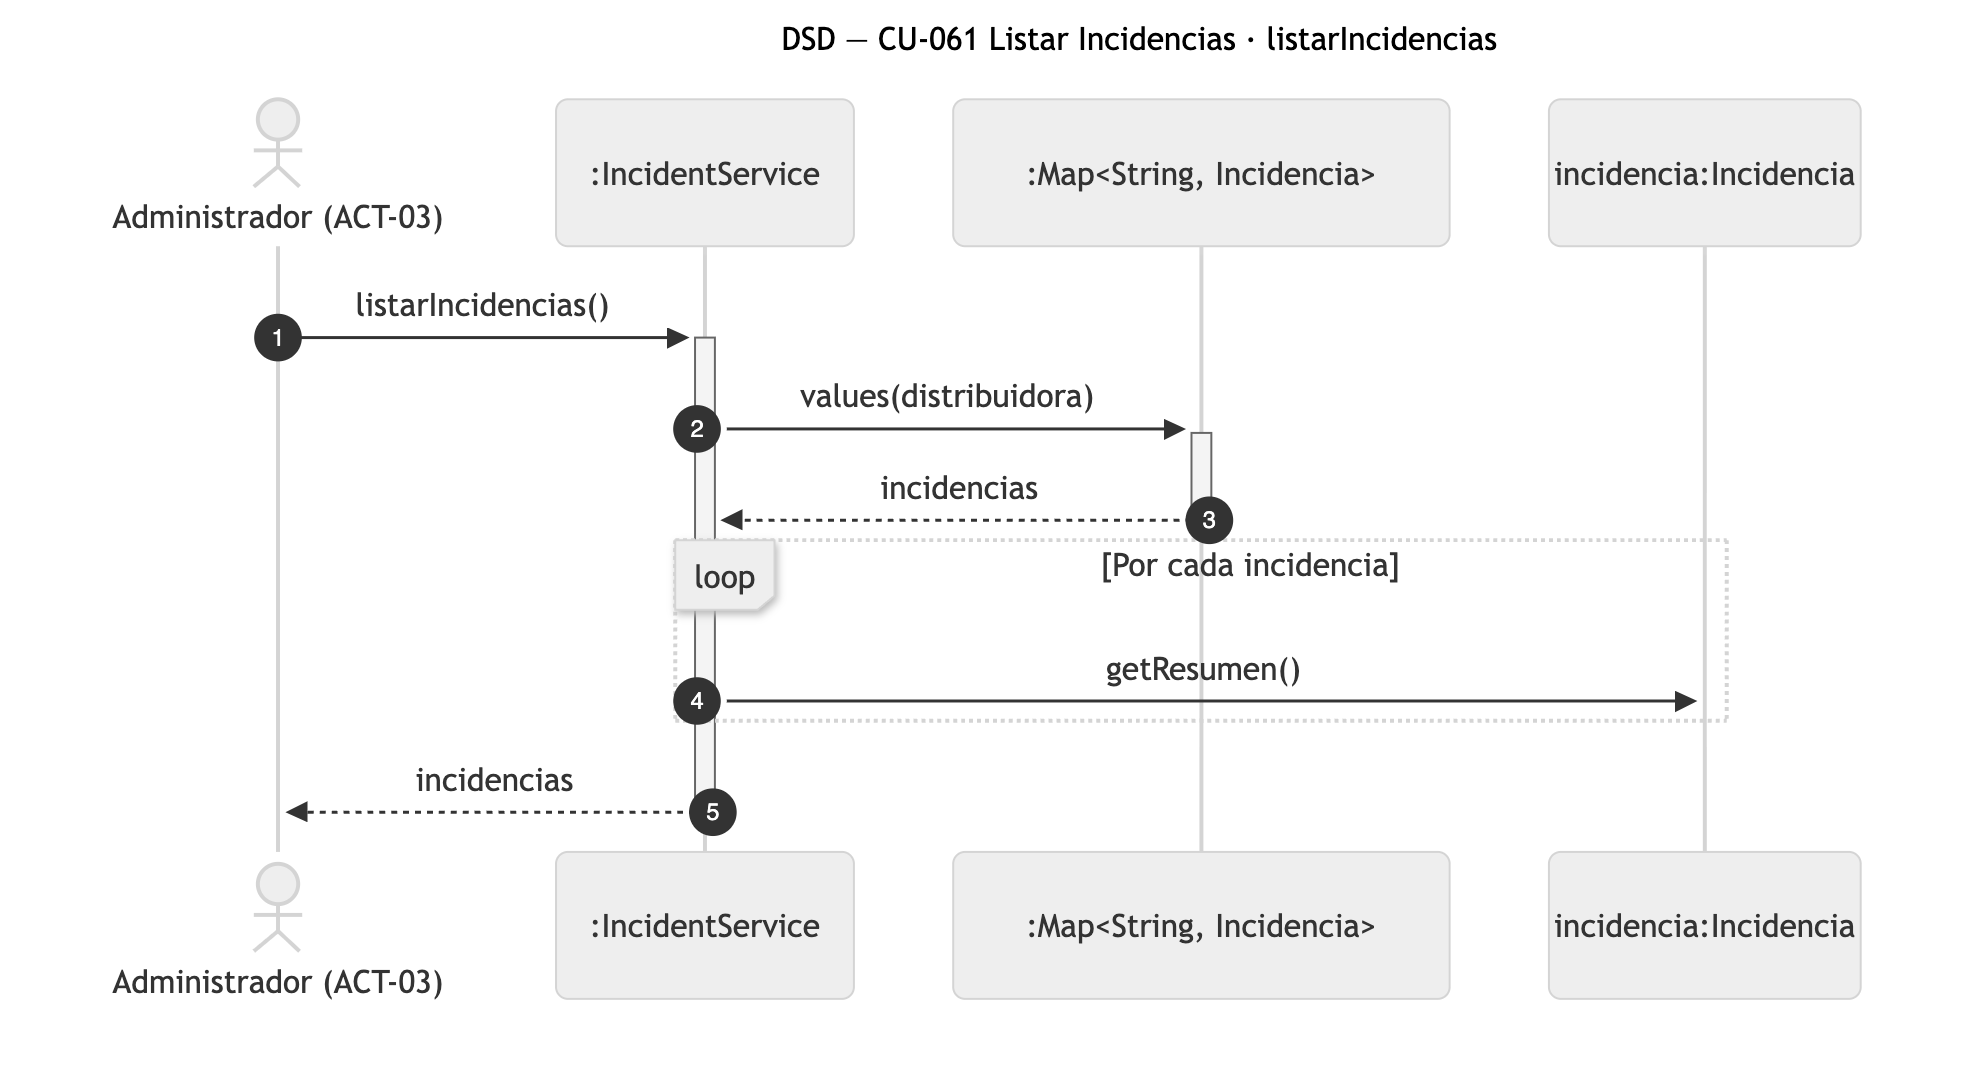 DSD — CU-061 Listar Incidencias · listarIncidencias
Administrador (ACT-03)
:IncidentService
:Map<String, Incidencia>
incidencia:Incidencia
listarIncidencias()
1
values(distribuidora)
2
incidencias
3
loop
[Por cada incidencia]
getResumen()
4
incidencias
5
Administrador (ACT-03)
:IncidentService
:Map<String, Incidencia>
incidencia:Incidencia